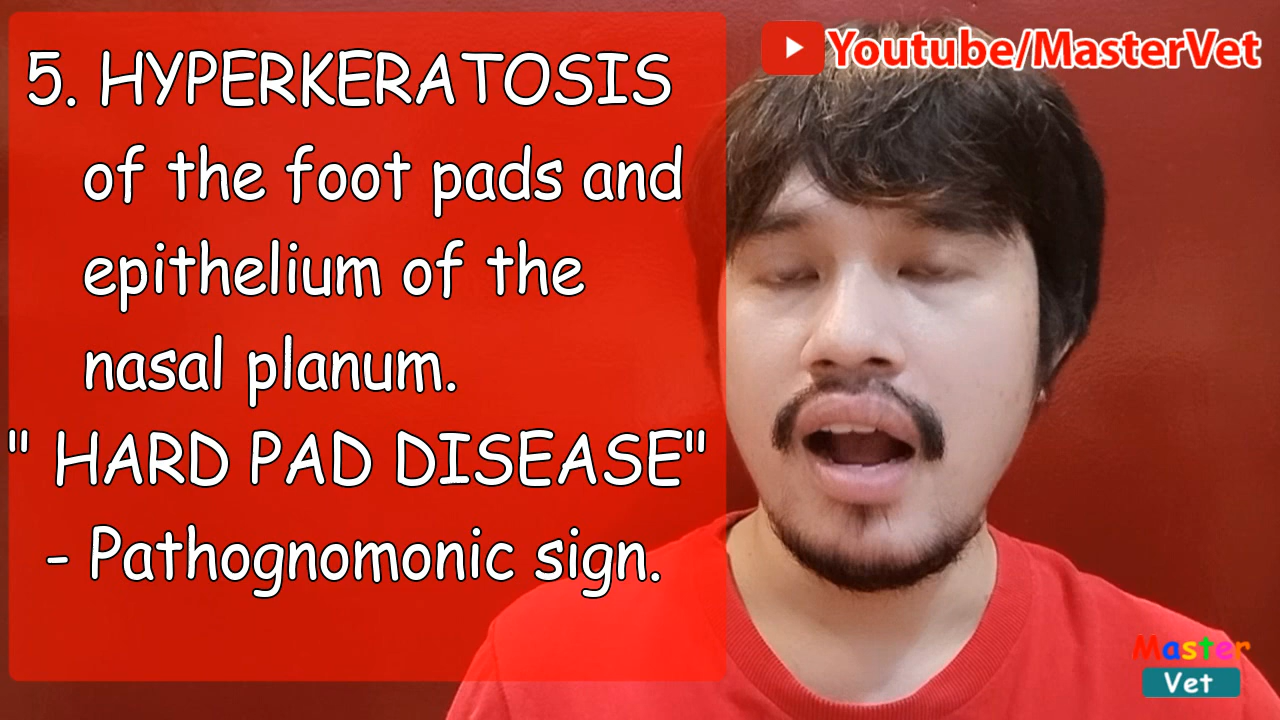 5. HYPERKERATOSIS
of the foot pads and
epithelium of the
nasal planum.
" HARD PAD DISEASE"
- Pathognomonic sign.
Youtube/MasterVet
Master
Vet